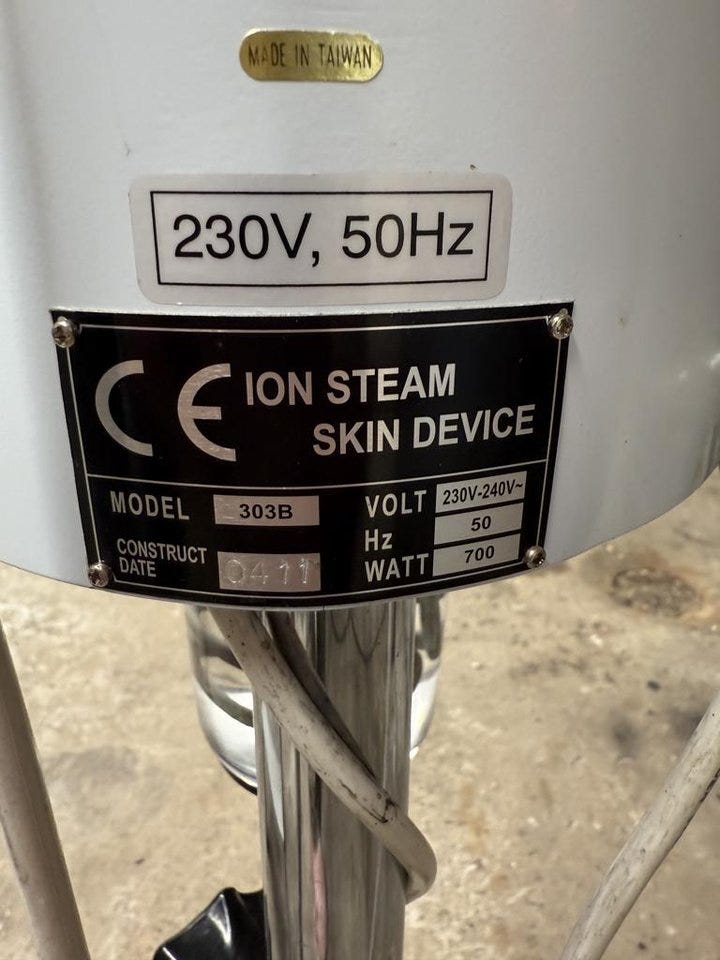 MADE IN TAIWAN
230V, 50Hz
CE ION STEAM
SKIN DEVICE
MODEL 303B
CONSTRUCT
DATE 0411
VOLT 230V-240V~
Hz 50
WATT 700